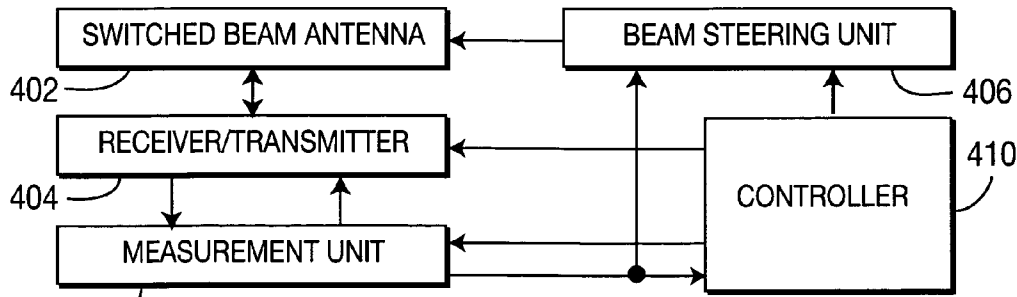 SWITCHED BEAM ANTENNA
BEAM STEERING UNIT
402
406
RECEIVER/TRANSMITTER
410
404
CONTROLLER
MEASUREMENT UNIT